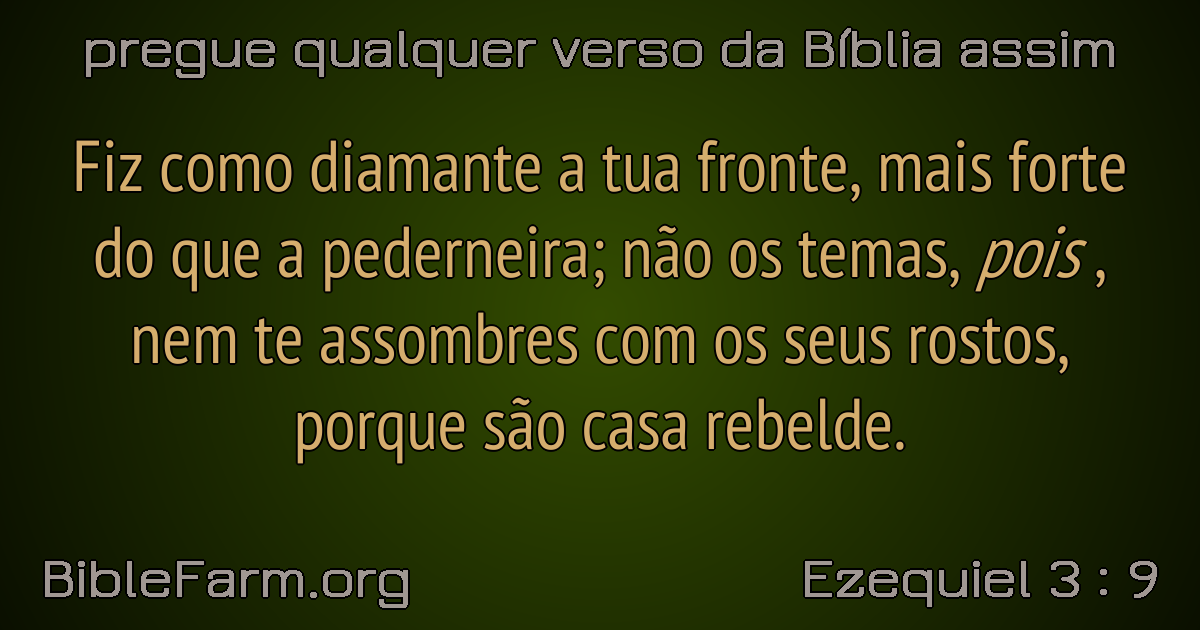 pregue qualquer verso da Bíblia assim
Fiz como diamante a tua fronte, mais forte
do que a pederneira; não os temas, pois ,
nem te assombres com os seus rostos,
porque são casa rebelde.
BibleFarm.org
Ezequiel 3 : 9